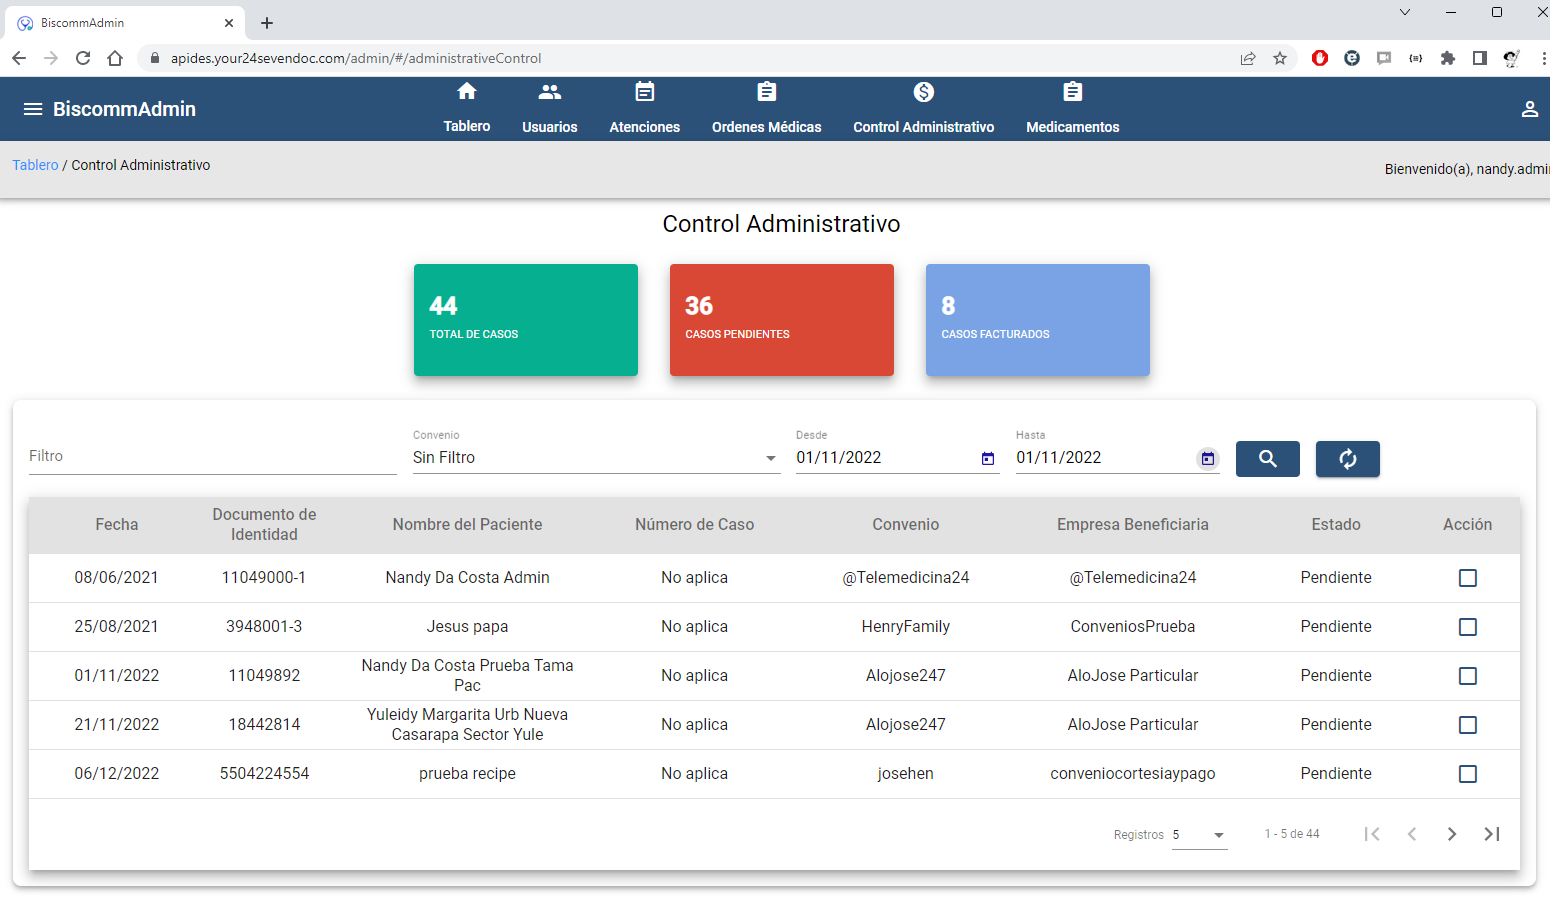 BiscommAdmin
apides.your24sevendoc.com/admin/#/administrativeControl
BiscommAdmin
Tablero
Usuarios
Atenciones
Ordenes Médicas
Control Administrativo
Medicamentos
Tablero / Control Administrativo
Bienvenido(a), nandy.admi
Control Administrativo
44
TOTAL DE CASOS
36
CASOS PENDIENTES
8
CASOS FACTURADOS
Filtro
Convenio
Sin Filtro
Desde
01/11/2022
Hasta
01/11/2022
Fecha Documento de Identidad Nombre del Paciente Número de Caso Convenio Empresa Beneficiaria Estado Acción
08/06/2021 11049000-1 Nandy Da Costa Admin No aplica @Telemedicina24 @Telemedicina24 Pendiente
25/08/2021 3948001-3 Jesus papa No aplica HenryFamily ConveniosPrueba Pendiente
01/11/2022 11049892 Nandy Da Costa Prueba Tama Pac No aplica Alojose247 AloJose Particular Pendiente
21/11/2022 18442814 Yuleidy Margarita Urb Nueva Casarapa Sector Yule No aplica Alojose247 AloJose Particular Pendiente
06/12/2022 5504224554 prueba recipe No aplica josehen conveniocortesiaypago Pendiente
Registros 5 1 - 5 de 44